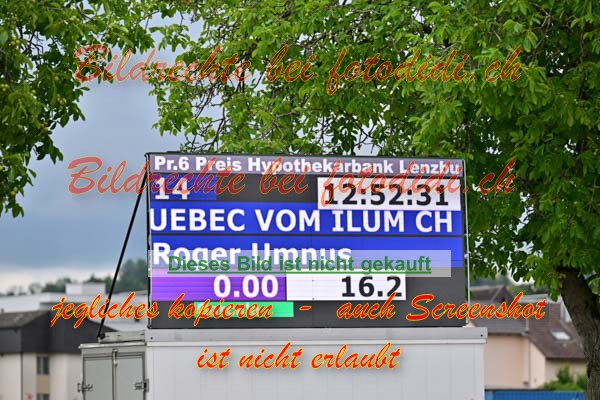 Bildrechte bei fotodidi.ch
Pr.6 Preis Hypothekarbank Lenzbu
Bildrechte bei fotodidi.ch
14 12:52:31
UEBEC VOM ILUM CH
Roger Umnus
Dieses Bild ist nicht gekauft
0.00 16.2
jegliches kopieren - auch Screenshot
ist nicht erlaubt